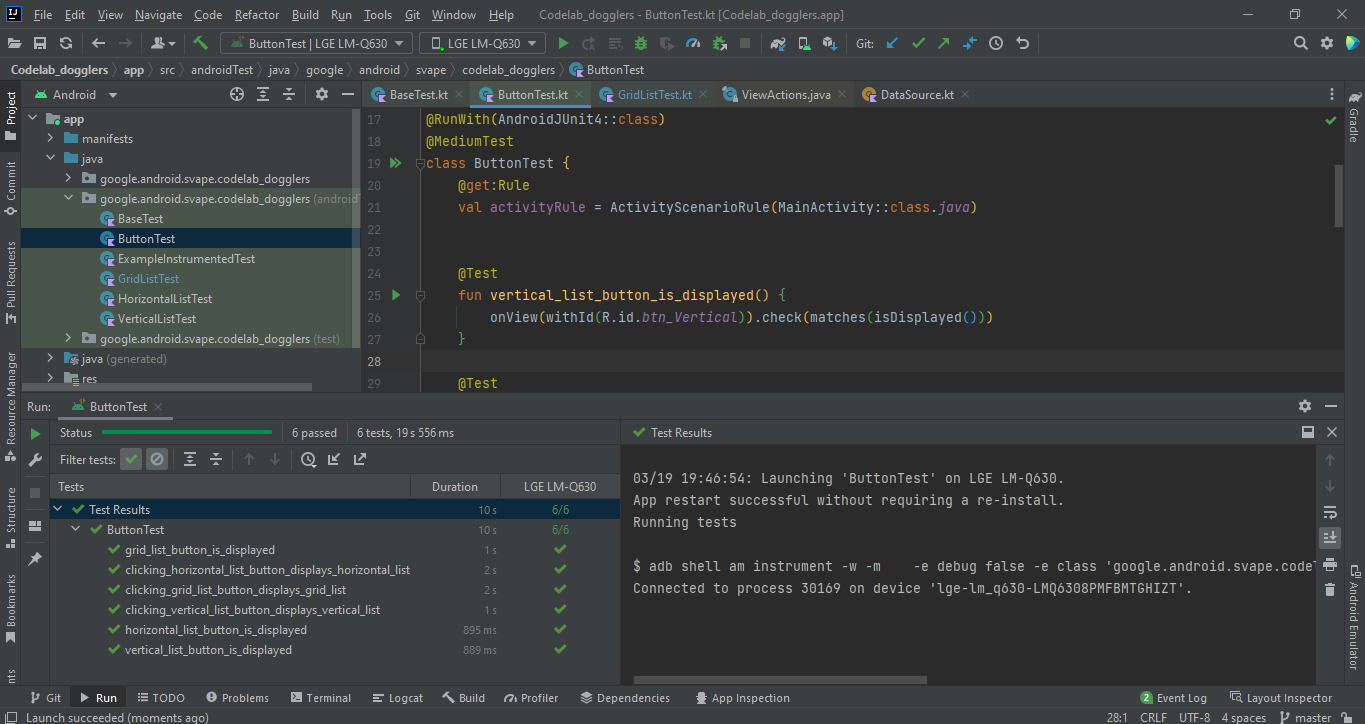 IJ File Edit View Navigate Code Refactor Build Run Tools Git Window Help Codelab_dogglers - ButtonTest.kt [Codelab_dogglers.app]
ButtonTest | LGE LM-Q630 LGE LM-Q630 Git:
Codelab_dogglers app src androidTest java google android svape codelab_dogglers ButtonTest
Project
Commit
Pull Requests
Resource Manager
Structure
Bookmarks
Android
app
manifests
java
google.android.svape.codelab_dogglers
google.android.svape.codelab_dogglers (android
BaseTest
ButtonTest
ExampleInstrumentedTest
GridListTest
HorizontalListTest
VerticalListTest
google.android.svape.codelab_dogglers (test)
java (generated)
res
BaseTest.kt ButtonTest.kt GridListTest.kt ViewActions.java DataSource.kt
17 @RunWith(AndroidJUnit4::class)
18 @MediumTest
19 class ButtonTest {
20 @get:Rule
21 val activityRule = ActivityScenarioRule(MainActivity::class.java)
22
23
24 @Test
25 fun vertical_list_button_is_displayed() {
26 onView(withId(R.id.btn_Vertical)).check(matches(isDisplayed()))
27 }
28
29 @Test
Gradle
Android Emulator
Run: ButtonTest
Status 6 passed 6 tests, 19 s 556 ms
Filter tests:
Tests Duration LGE LM-Q630
Test Results 10 s 6/6
ButtonTest 10 s 6/6
grid_list_button_is_displayed 1 s
clicking_horizontal_list_button_displays_horizontal_list 2 s
clicking_grid_list_button_displays_grid_list 2 s
clicking_vertical_list_button_displays_vertical_list 1 s
horizontal_list_button_is_displayed 895 ms
vertical_list_button_is_displayed 889 ms
Test Results
03/19 19:46:54: Launching 'ButtonTest' on LGE LM-Q630.
App restart successful without requiring a re-install.
Running tests
$ adb shell am instrument -w -m    -e debug false -e class 'google.android.svape.codel
Connected to process 30169 on device 'lge-lm_q630-LMQ6308PMFBMTGHIZT'.
Git Run TODO Problems Terminal Logcat Build Profiler Dependencies App Inspection 2 Event Log Layout Inspector
Launch succeeded (moments ago) 28:1 CRLF UTF-8 4 spaces master